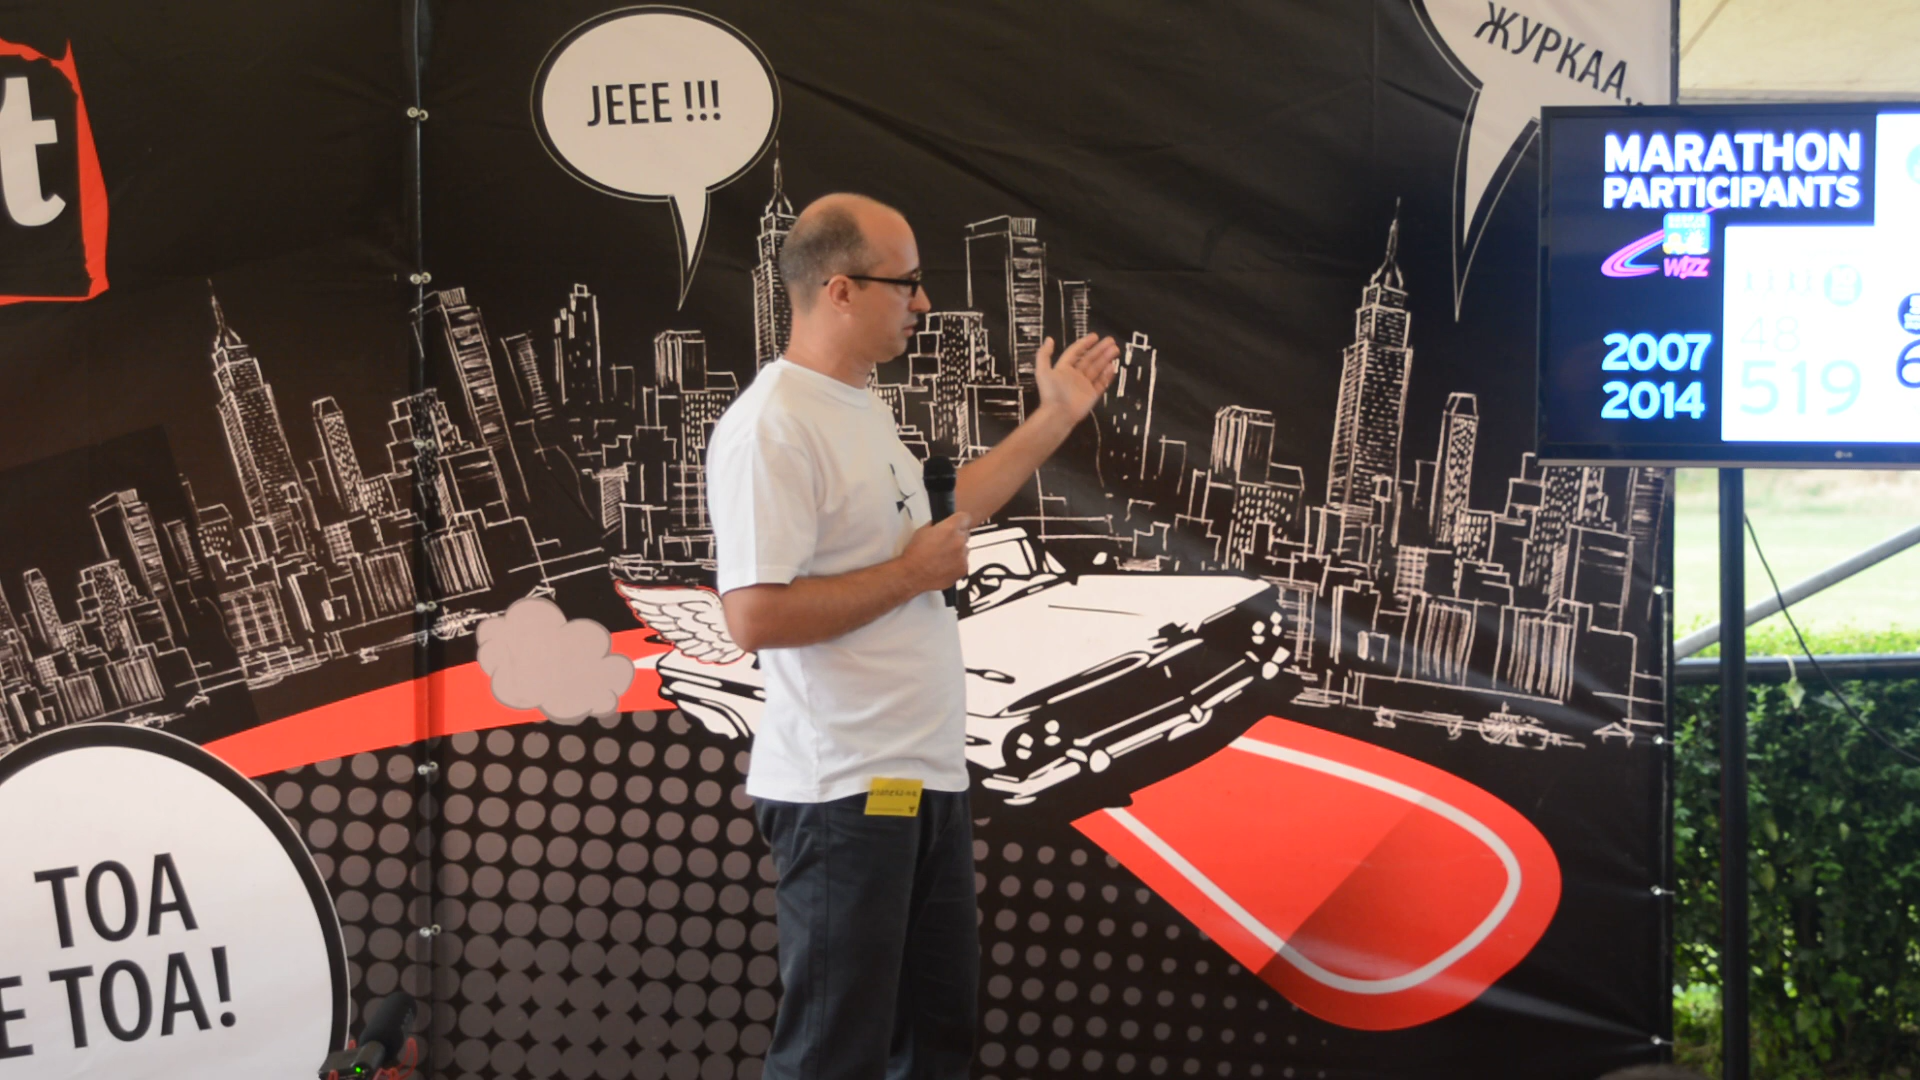 t
JEEE !!!
ЖУРКАА..
MARATHON
PARTICIPANTS
WIZZ
2007
2014
48
519
TOA
E TOA!